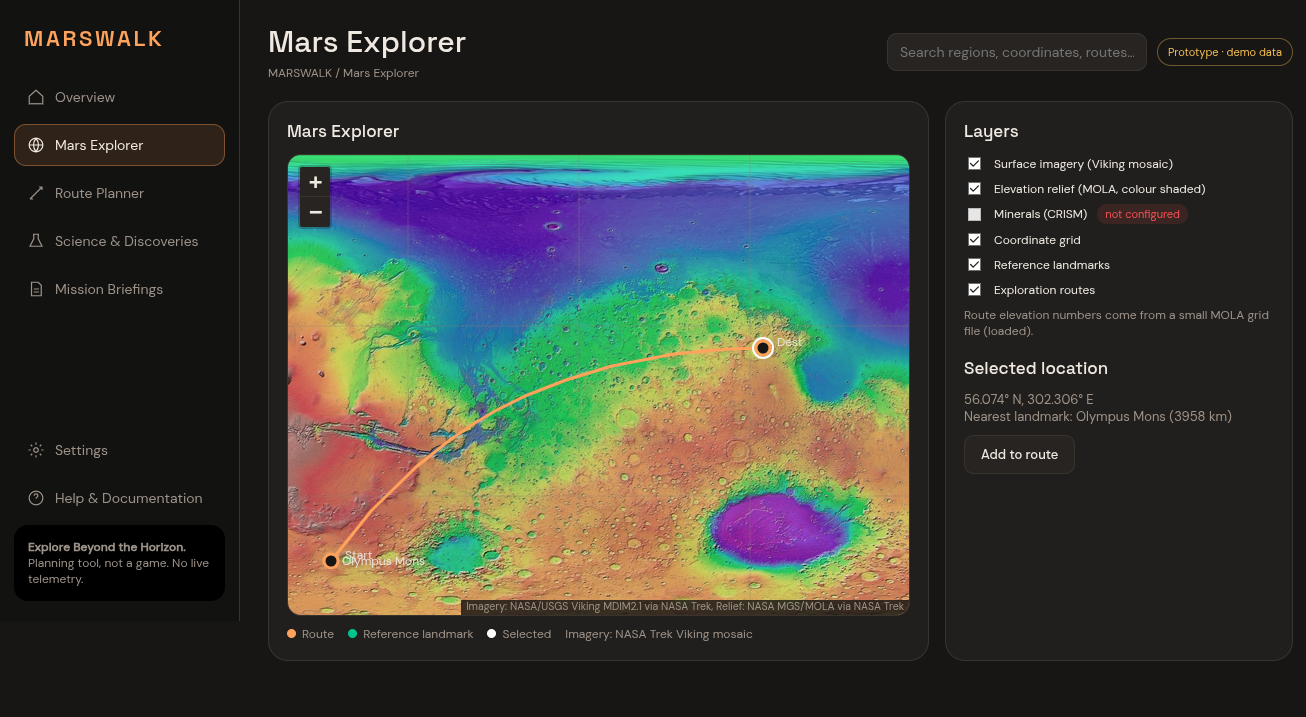 MARSWALK
Overview
Mars Explorer
Route Planner
Science & Discoveries
Mission Briefings
Settings
Help & Documentation
Explore Beyond the Horizon.
Planning tool, not a game. No live
telemetry.
Mars Explorer
MARSWALK / Mars Explorer
Search regions, coordinates, routes...
Prototype · demo data
Mars Explorer
+
−
Dest
Start
Olympus Mons
Imagery: NASA/USGS Viking MDIM2.1 via NASA Trek, Relief: NASA MGS/MOLA via NASA Trek
Route
Reference landmark
Selected
Imagery: NASA Trek Viking mosaic
Layers
Surface imagery (Viking mosaic)
Elevation relief (MOLA, colour shaded)
Minerals (CRISM) not configured
Coordinate grid
Reference landmarks
Exploration routes
Route elevation numbers come from a small MOLA grid
file (loaded).
Selected location
56.074° N, 302.306° E
Nearest landmark: Olympus Mons (3958 km)
Add to route